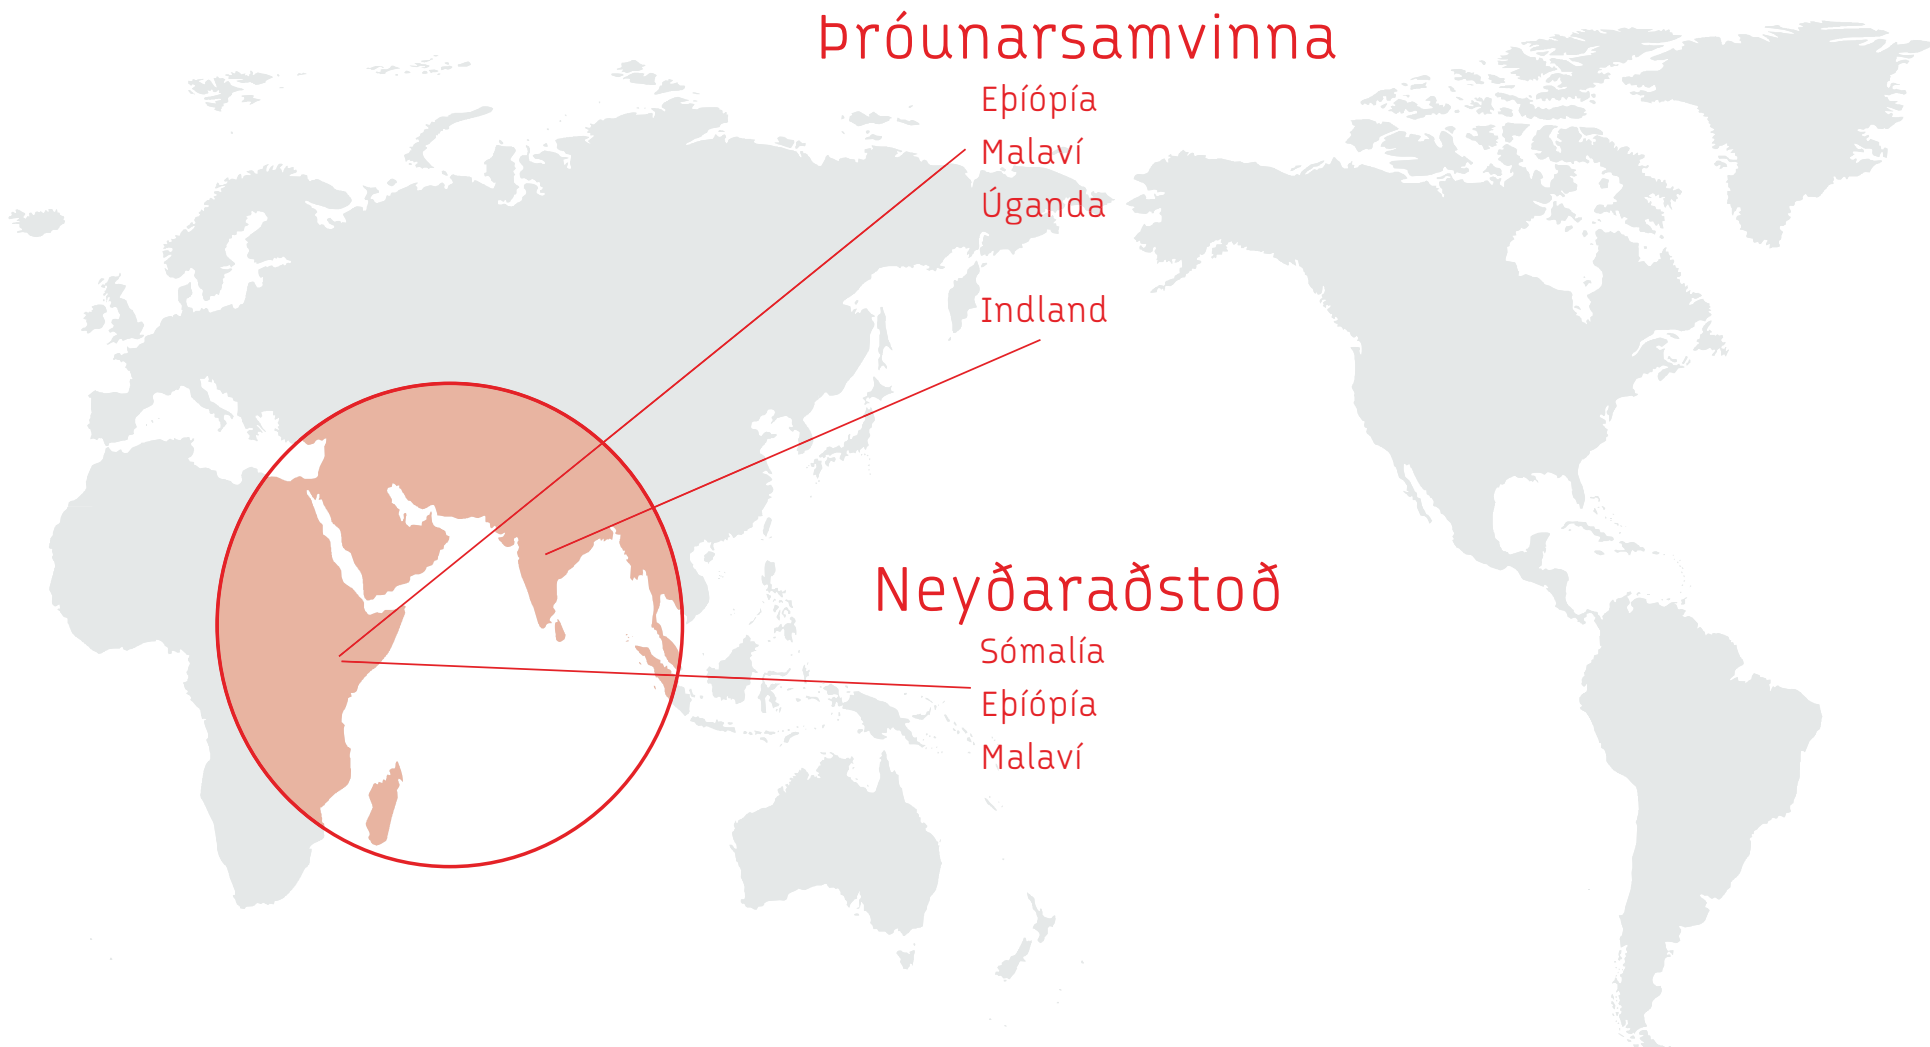 Þróunarsamvinna
Eþíópía
Malaví
Úganda
Indland
Neyðaraðstoð
Sómalía
Eþíópía
Malaví